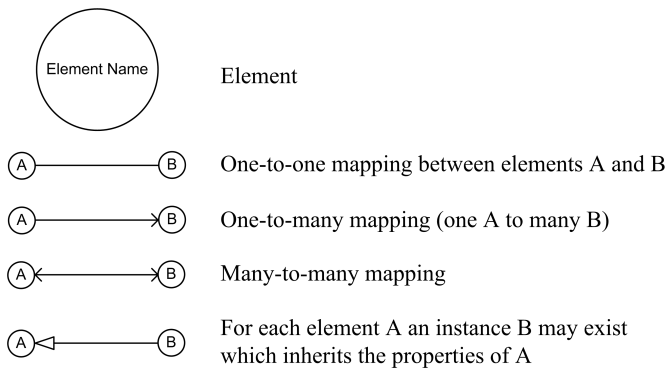 Element Name
Element
A B One-to-one mapping between elements A and B
A B One-to-many mapping (one A to many B)
A B Many-to-many mapping
A B For each element A an instance B may exist
which inherits the properties of A